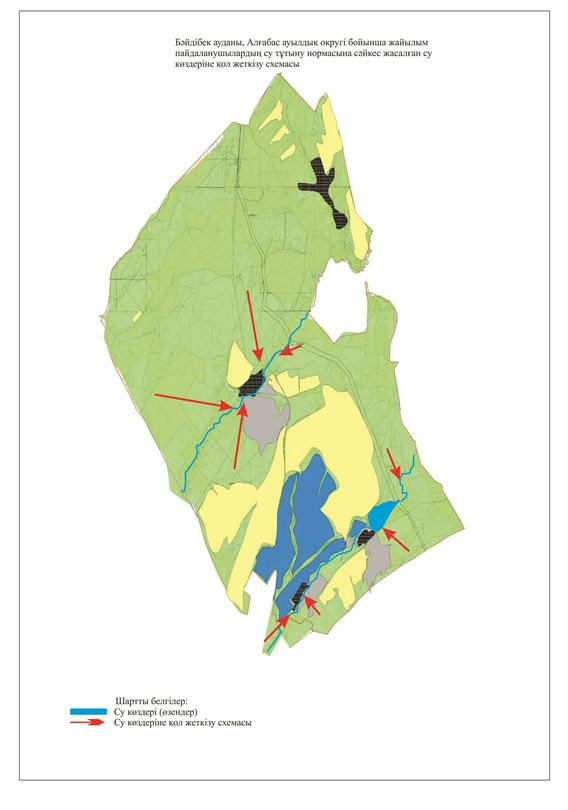 Бәйдібек ауданы, Алғабас ауылдық округі бойынша жайылым
пайдаланушылардың су тұтыну нормасына сәйкес жасалған су
көздеріне қол жеткізу схемасы
Шартты белгілер:
Су көздері (өзендер)
Су көздеріне қол жеткізу схемасы